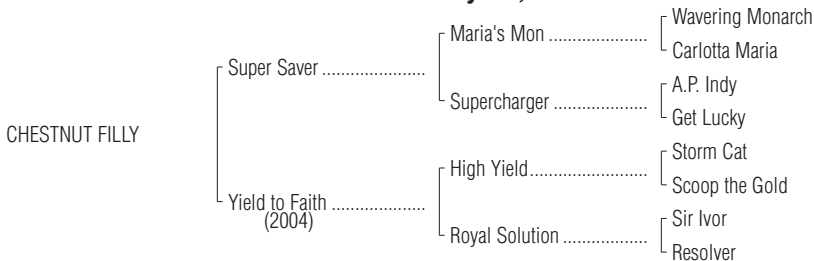 Wavering Monarch
Maria's Mon ....................
Carlotta Maria
Super Saver ......................
A.P. Indy
Supercharger ...................
Get Lucky
CHESTNUT FILLY
Storm Cat
High Yield.........................
Scoop the Gold
Yield to Faith ....................
(2004)
Sir Ivor
Royal Solution .................
Resolver